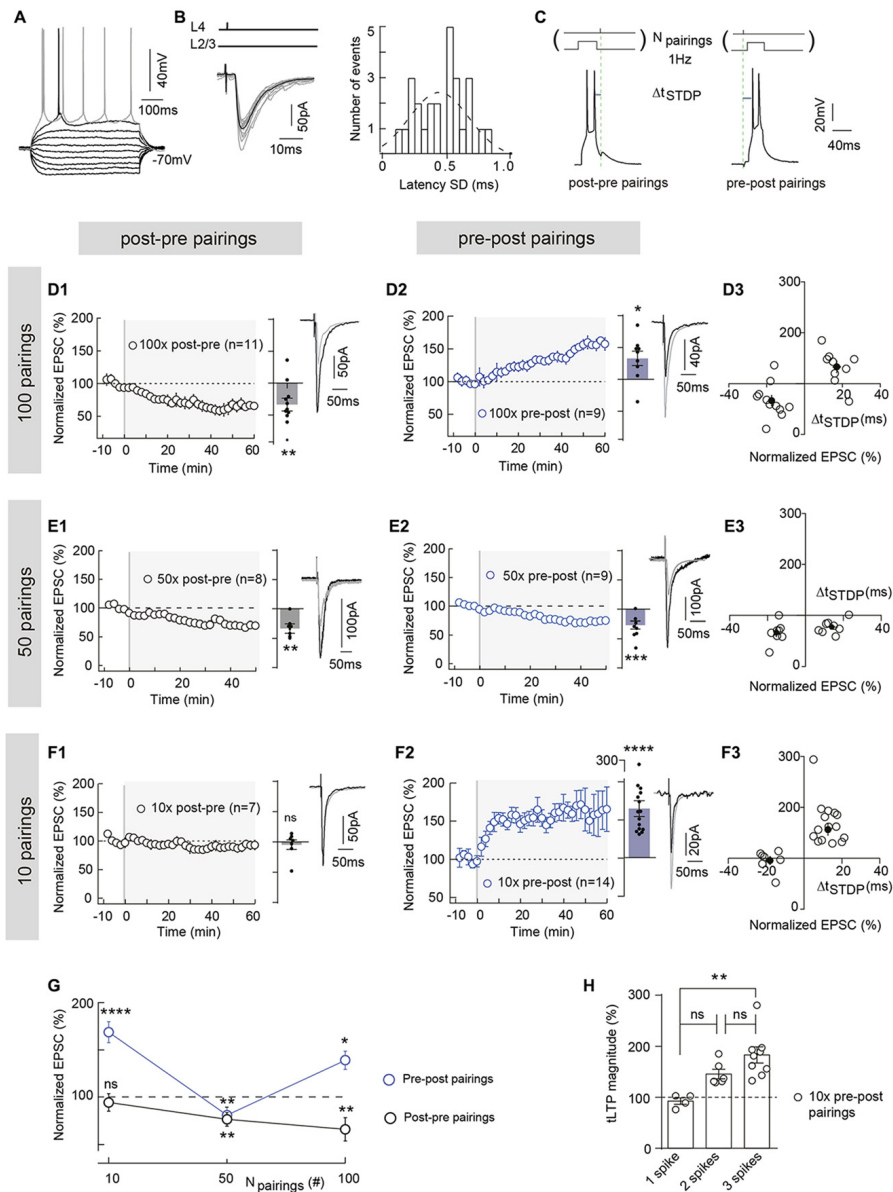 A
40mV
100ms
-70mV
B
L4
L2/3
50pA
10ms
Number of events
5
3
1
0
0.5
1.0
Latency SD (ms)
C
( ) N pairings ( )
1Hz
ΔtSTDP
20mV
40ms
post-pre pairings
pre-post pairings
post-pre pairings
pre-post pairings
100 pairings
D1
Normalized EPSC (%)
200
150
100
50
100x post-pre (n=11)
-10 0 20 40 60
Time (min)
**
50pA
50ms
D2
Normalized EPSC (%)
200
150
100
50
100x pre-post (n=9)
-10 0 20 40 60
Time (min)
*
40pA
50ms
D3
300
200
0
-40 -20 20 40
ΔtSTDP(ms)
Normalized EPSC (%)
50 pairings
E1
Normalized EPSC (%)
200
150
100
50
0
50x post-pre (n=8)
-10 0 20 40
Time (min)
**
100pA
50ms
E2
Normalized EPSC (%)
200
150
100
50
0
50x pre-post (n=9)
-10 0 20 40
Time (min)
***
100pA
50ms
E3
300
200
ΔtSTDP(ms)
-40 -20 20 40
0
Normalized EPSC (%)
10 pairings
F1
Normalized EPSC (%)
200
150
100
50
0
10x post-pre (n=7)
-10 0 20 40 60
Time (min)
ns
50pA
50ms
F2
Normalized EPSC (%)
200
150
100
50
10x pre-post (n=14)
-10 0 20 40 60
Time (min)
****
300
20pA
50ms
F3
300
200
-40 -20 20 40
ΔtSTDP(ms)
0
Normalized EPSC (%)
G
Normalized EPSC (%)
200
100
****
ns
**
**
*
**
10 50 100
N pairings (#)
Pre-post pairings
Post-pre pairings
H
tLTP magnitude (%)
300
200
100
0
**
ns
ns
1 spike
2 spikes
3 spikes
10x pre-post
pairings